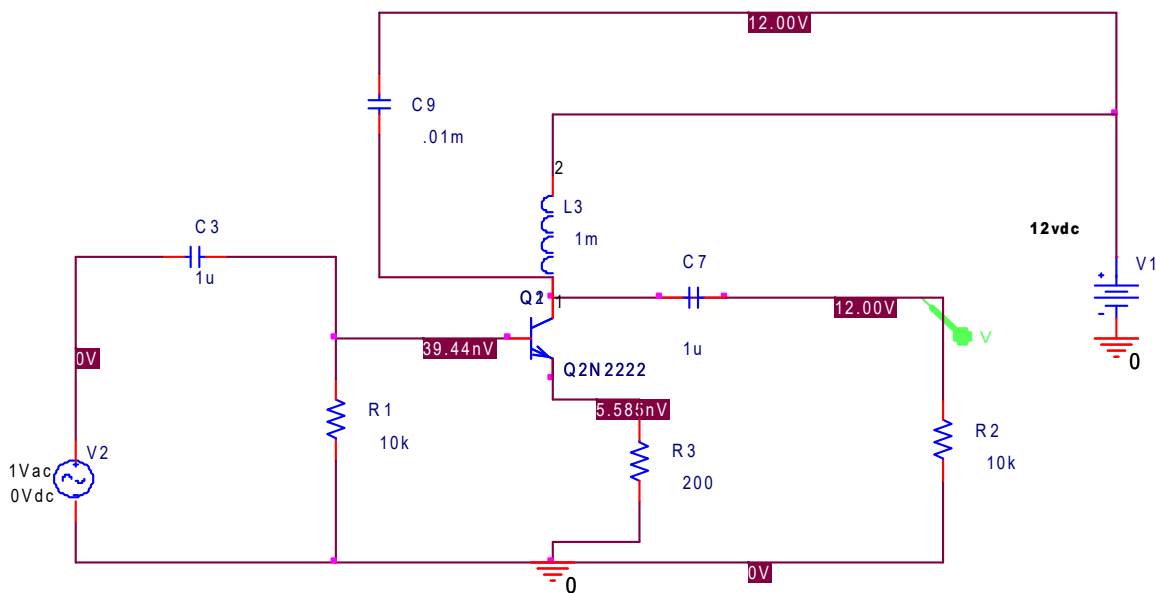 12.00V
C9
.01m
2
L3
1m
C3
1u
12vdc
V1
+
-
0
C7
1u
12.00V
V
1
39.44nV
Q2N2222
0V
5.585nV
R1
10k
R3
200
R2
10k
V2
1Vac
0Vdc
+
0V
0